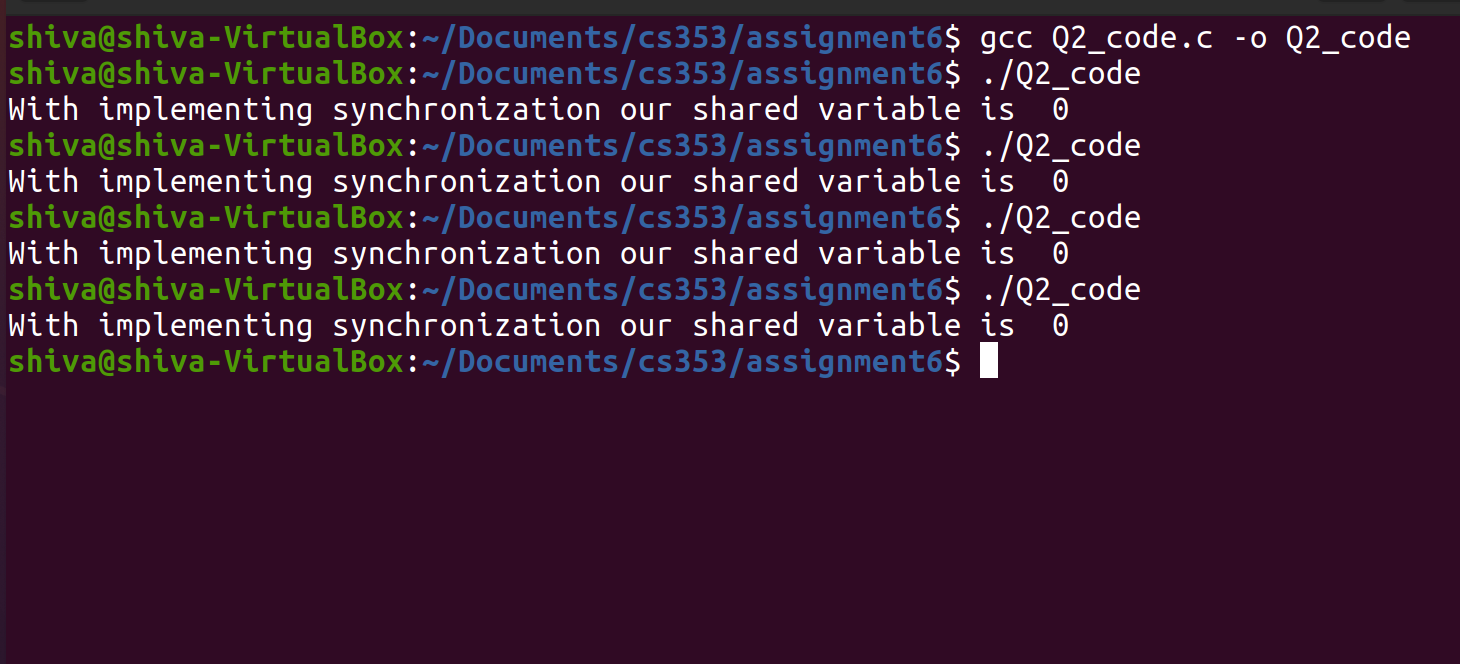 shiva@shiva-VirtualBox:~/Documents/cs353/assignment6$ gcc Q2_code.c -o Q2_code
shiva@shiva-VirtualBox:~/Documents/cs353/assignment6$ ./Q2_code
With implementing synchronization our shared variable is  0
shiva@shiva-VirtualBox:~/Documents/cs353/assignment6$ ./Q2_code
With implementing synchronization our shared variable is  0
shiva@shiva-VirtualBox:~/Documents/cs353/assignment6$ ./Q2_code
With implementing synchronization our shared variable is  0
shiva@shiva-VirtualBox:~/Documents/cs353/assignment6$ ./Q2_code
With implementing synchronization our shared variable is  0
shiva@shiva-VirtualBox:~/Documents/cs353/assignment6$